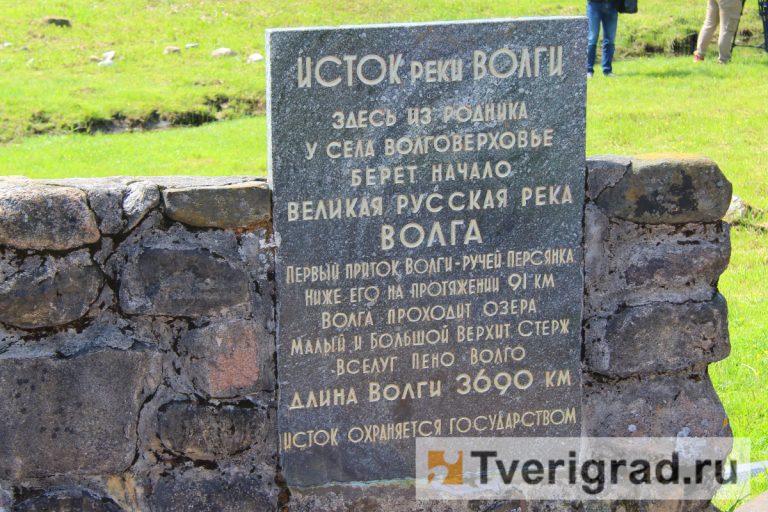 ИСТОК РЕКИ ВОЛГИ
ЗДЕСЬ ИЗ РОДНИКА
У СЕЛА ВОЛГОВЕРХОВЬЕ
БЕРЕТ НАЧАЛО
ВЕЛИКАЯ РУССКАЯ РЕКА
ВОЛГА
ПЕРВЫЙ ПРИТОК ВОЛГИ-РУЧЕЙ ПЕРСЯНКА
НИЖЕ ЕГО НА ПРОТЯЖЕНИИ 91 КМ
ВОЛГА ПРОХОДИТ ОЗЕРА
МАЛЫЙ И БОЛЬШОЙ ВЕРХИТ СТЕРЖ
ВСЕЛУГ ПЕНО ВОЛГО
ДЛИНА ВОЛГИ 3690 КМ
ИСТОК ОХРАНЯЕТСЯ ГОСУДАРСТВОМ
Tverigrad.ru